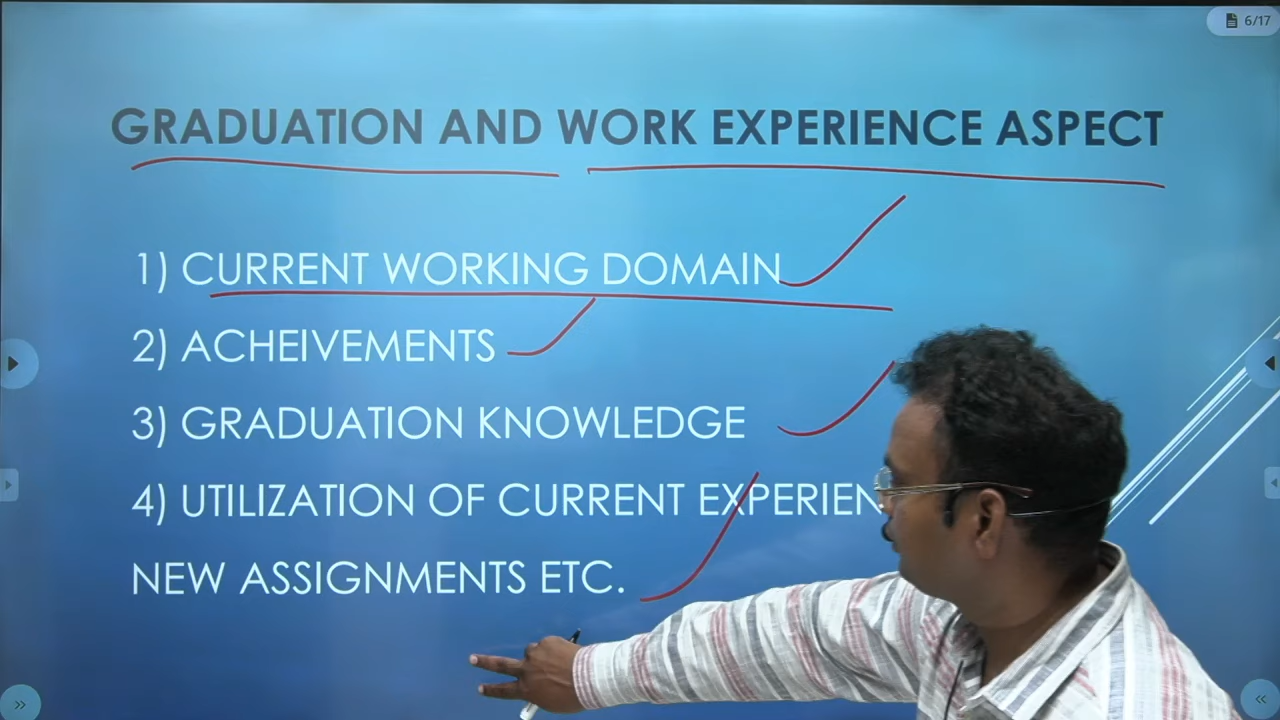 6/17
GRADUATION AND WORK EXPERIENCE ASPECT
1) CURRENT WORKING DOMAIN
2) ACHEIVEMENTS
3) GRADUATION KNOWLEDGE
4) UTILIZATION OF CURRENT
NEW ASSIGNMENTS ETC.